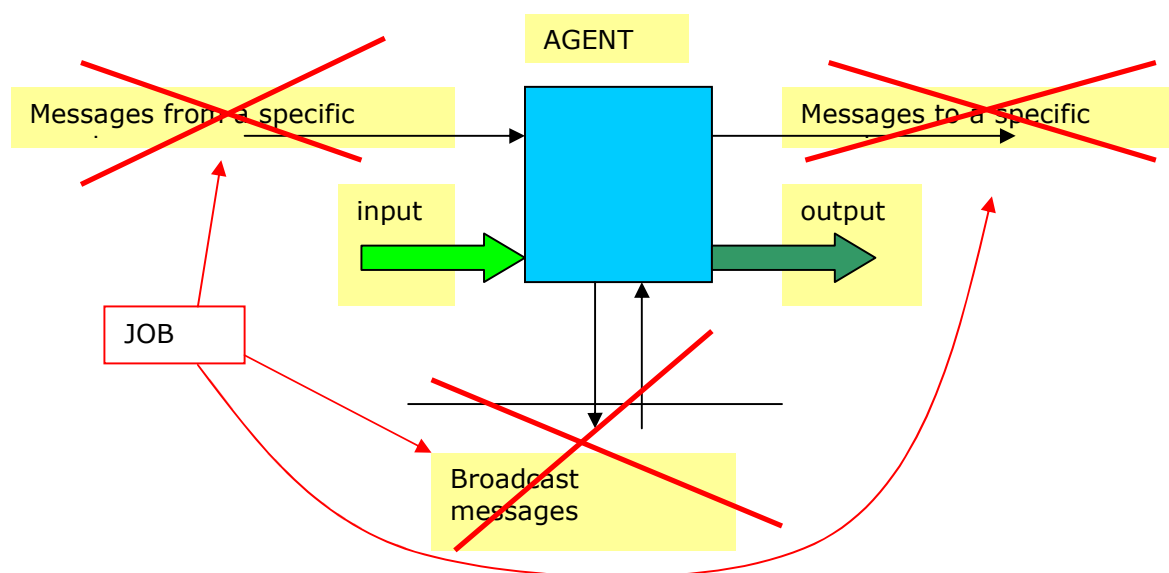 AGENT
Messages from a specific
Messages to a specific
input
output
JOB
Broadcast
messages